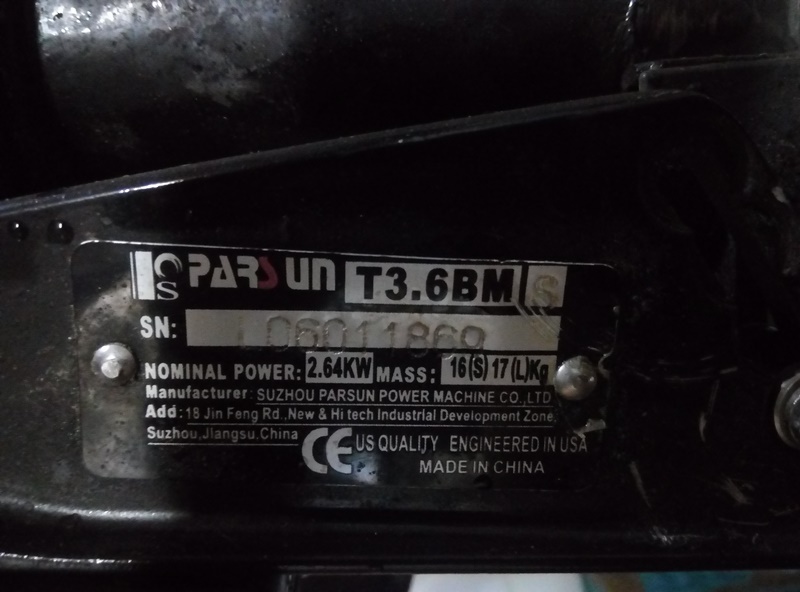 PS PARSUN T3.6BM S
SN: L06011869
NOMINAL POWER: 2.64KW MASS: 16(S)17(L)Kg
Manufacturer: SUZHOU PARSUN POWER MACHINE CO.,LTD
Add: 18 Jin Feng Rd.,New & Hi tech Industrial Development Zone,
Suzhou,Jiangsu.China
CE US QUALITY ENGINEERED IN USA
MADE IN CHINA